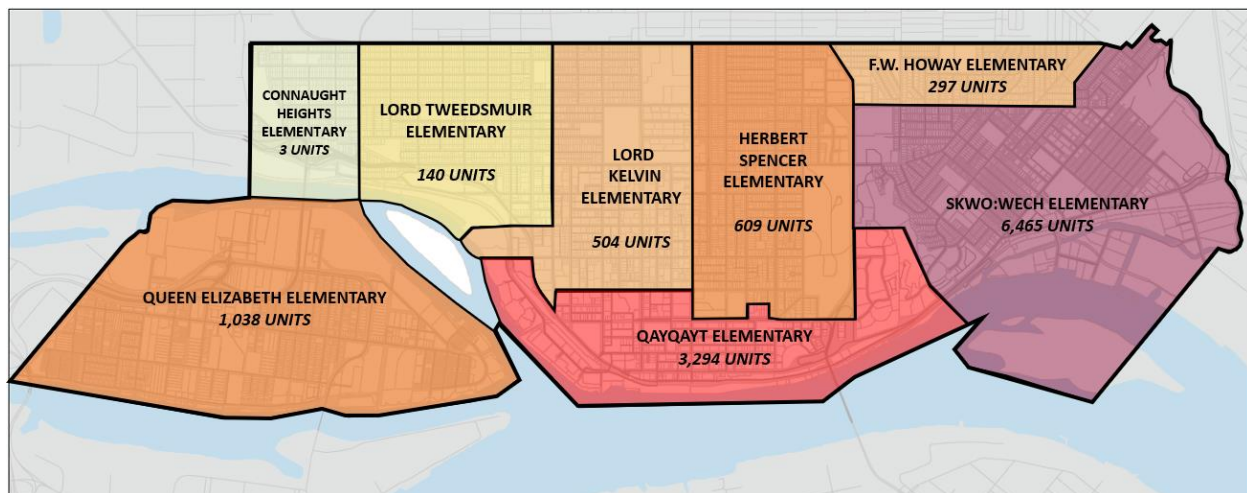 CONNAUGHT
HEIGHTS
ELEMENTARY
3 UNITS
LORD TWEEDSMUIR
ELEMENTARY
140 UNITS
LORD
KELVIN
ELEMENTARY
504 UNITS
HERBERT
SPENCER
ELEMENTARY
609 UNITS
F.W. HOWAY ELEMENTARY
297 UNITS
SKWO:WECH ELEMENTARY
6,465 UNITS
QUEEN ELIZABETH ELEMENTARY
1,038 UNITS
QAYQAYT ELEMENTARY
3,294 UNITS